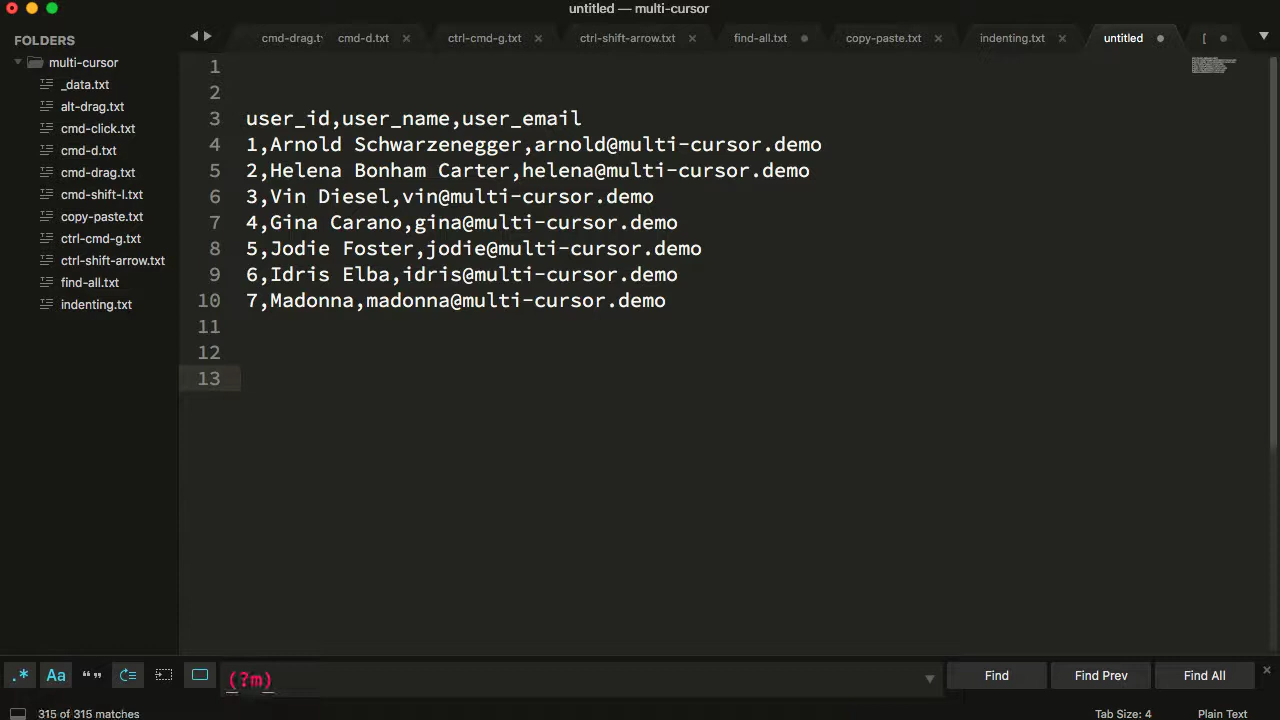 untitled — multi-cursor
FOLDERS
multi-cursor
_data.txt
alt-drag.txt
cmd-click.txt
cmd-d.txt
cmd-drag.txt
cmd-shift-l.txt
copy-paste.txt
ctrl-cmd-g.txt
ctrl-shift-arrow.txt
find-all.txt
indenting.txt
cmd-drag.t cmd-d.txt ctrl-cmd-g.txt ctrl-shift-arrow.txt find-all.txt copy-paste.txt indenting.txt untitled [
1
2
3 user_id,user_name,user_email
4 1,Arnold Schwarzenegger,arnold@multi-cursor.demo
5 2,Helena Bonham Carter,helena@multi-cursor.demo
6 3,Vin Diesel,vin@multi-cursor.demo
7 4,Gina Carano,gina@multi-cursor.demo
8 5,Jodie Foster,jodie@multi-cursor.demo
9 6,Idris Elba,idris@multi-cursor.demo
10 7,Madonna,madonna@multi-cursor.demo
11
12
13
.* Aa “” (?m) Find Find Prev Find All
315 of 315 matches Tab Size: 4 Plain Text